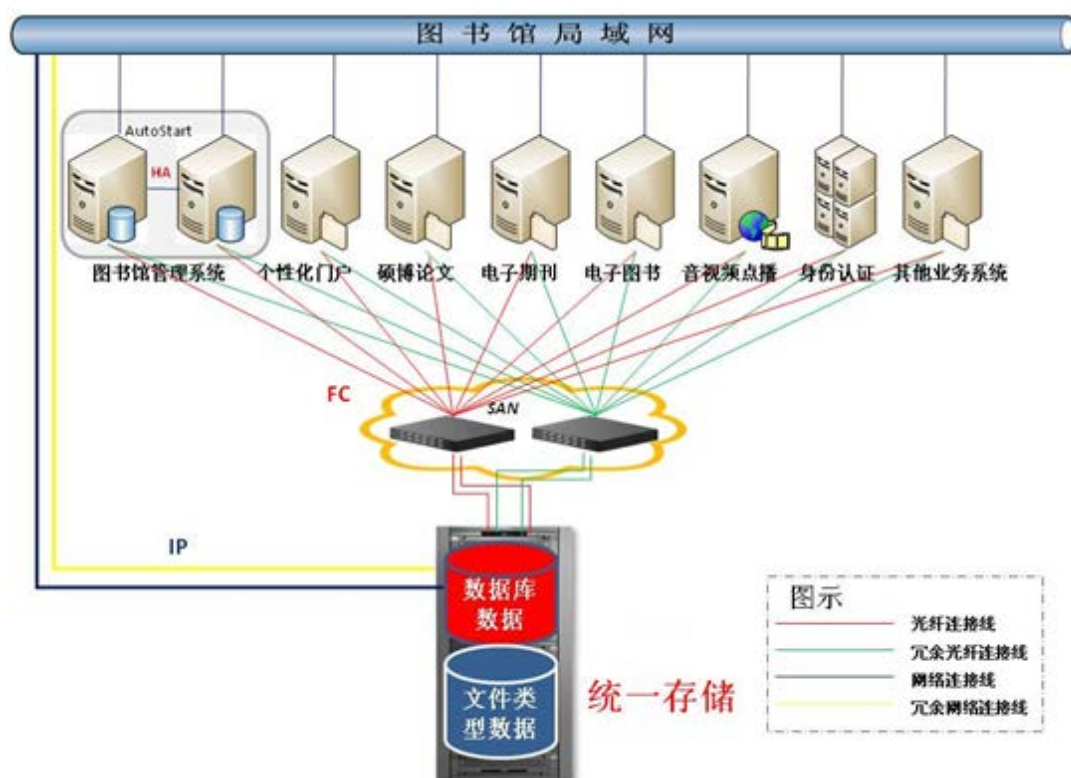 图书馆局域网
AutoStart
HA
图书馆管理系统
个性化门户
硕博论文
电子期刊
电子图书
音视频点播
身份认证
其他业务系统
FC
SAN
IP
数据库
数据
文件类
型数据
统一存储
图示
光纤连接线
冗余光纤连接线
网络连接线
冗余网络连接线